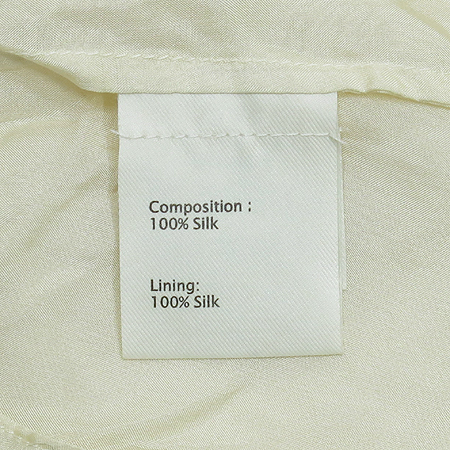 Composition :
100% Silk
Lining:
100% Silk